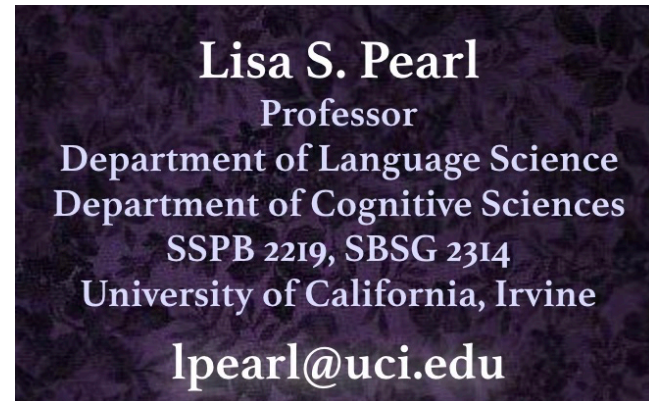 Lisa S. Pearl
Professor
Department of Language Science
Department of Cognitive Sciences
SSPB 2219, SBSG 2314
University of California, Irvine
lpearl@uci.edu